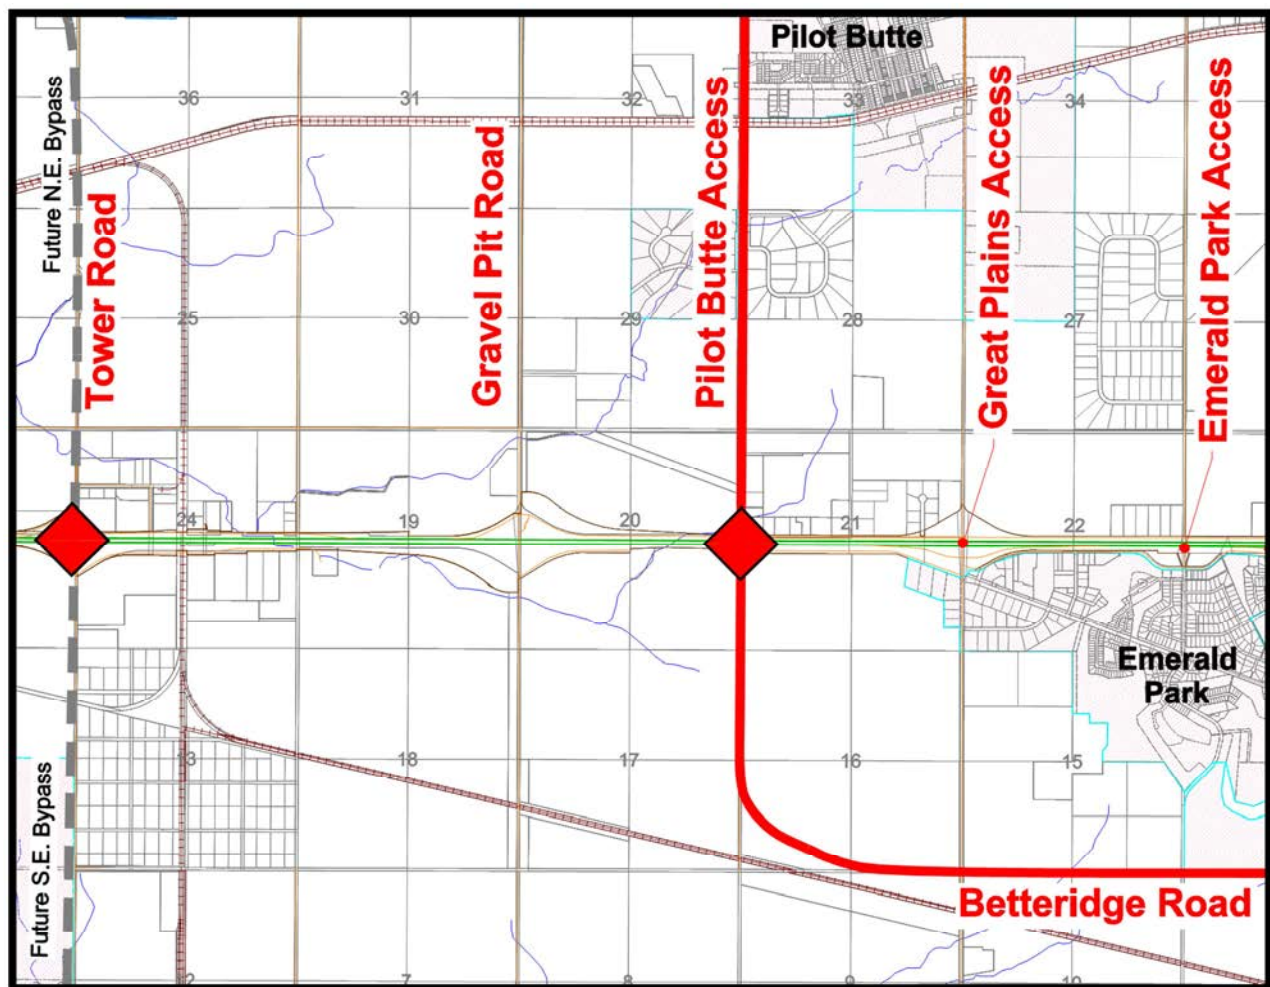 Pilot Butte
36
31
32
33
34
Future N.E. Bypass
Tower Road
Gravel Pit Road
Pilot Butte Access
Great Plains Access
Emerald Park Access
25
30
29
28
27
24
19
20
21
22
Emerald
Park
13
18
17
16
15
Future S.E. Bypass
Betteridge Road
7
8
9
10